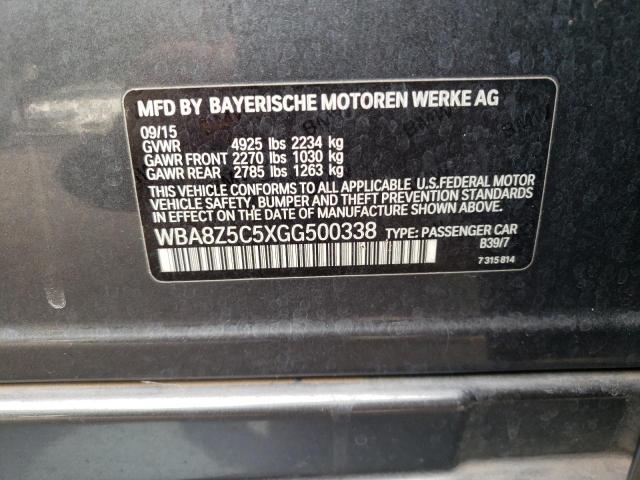 MFD BY BAYERISCHE MOTOREN WERKE AG
09/15
GVWR 4925 lbs 2234 kg
GAWR FRONT 2270 lbs 1030 kg
GAWR REAR 2785 lbs 1263 kg
THIS VEHICLE CONFORMS TO ALL APPLICABLE U.S.FEDERAL MOTOR
VEHICLE SAFETY, BUMPER AND THEFT PREVENTION STANDARDS
IN EFFECT ON THE DATE OF MANUFACTURE SHOWN ABOVE.
WBA8Z5C5XGG500338 TYPE: PASSENGER CAR
B39/7
7 315 814